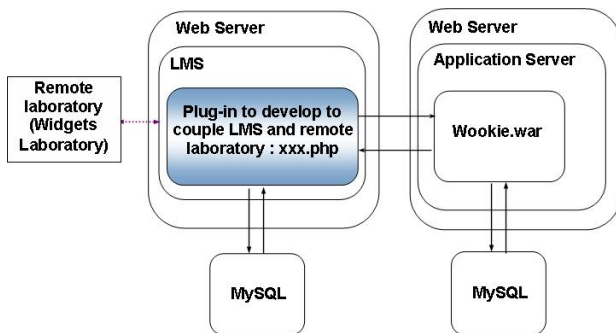 Web Server
LMS
Remote
laboratory
(Widgets
Laboratory)
Plug-in to develop to
couple LMS and remote
laboratory : xxx.php
MySQL
Web Server
Application Server
Wookie.war
MySQL